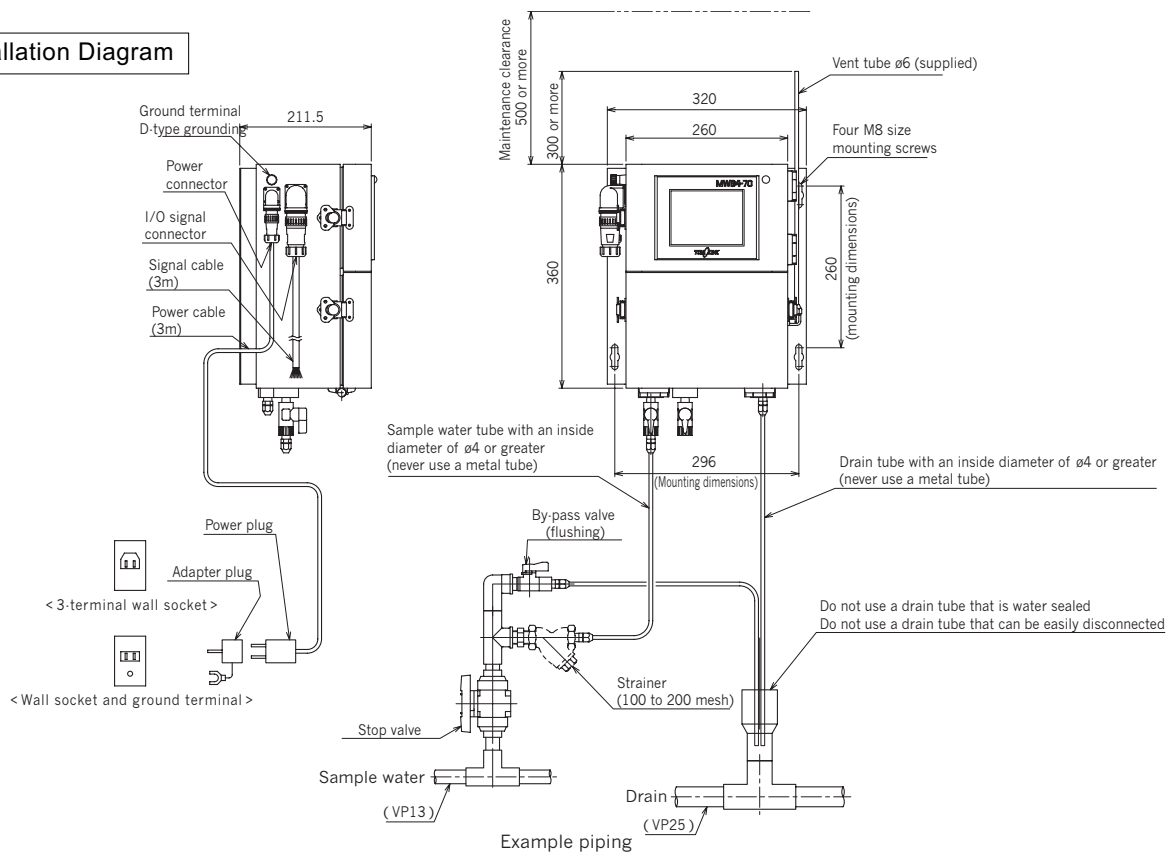 allation Diagram
Maintenance clearance
500 or more
300 or more
Vent tube ø6 (supplied)
320
260
Four M8 size
mounting screws
Ground terminal
D-type grounding
211.5
Power
connector
I/O signal
connector
Signal cable
(3m)
Power cable
(3m)
360
260
(mounting dimensions)
Sample water tube with an inside
diameter of ø4 or greater
(never use a metal tube)
296
(Mounting dimensions)
Drain tube with an inside diameter of ø4 or greater
(never use a metal tube)
By-pass valve
(flushing)
Power plug
Adapter plug
< 3-terminal wall socket >
< Wall socket and ground terminal >
Do not use a drain tube that is water sealed
Do not use a drain tube that can be easily disconnected
Strainer
(100 to 200 mesh)
Stop valve
Sample water
( VP13 )
Drain
( VP25 )
Example piping